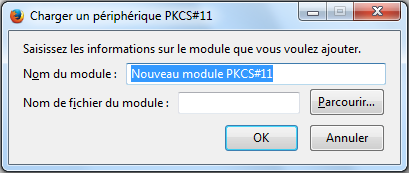 Charger un périphérique PKCS#11
Saisissez les informations sur le module que vous voulez ajouter.
Nom du module : Nouveau module PKCS#11
Nom de fichier du module : Parcourir...
OK Annuler